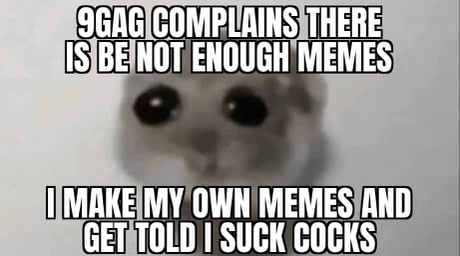 9GAG COMPLAINS THERE
IS BE NOT ENOUGH MEMES
I MAKE MY OWN MEMES AND
GET TOLD I SUCK COCKS